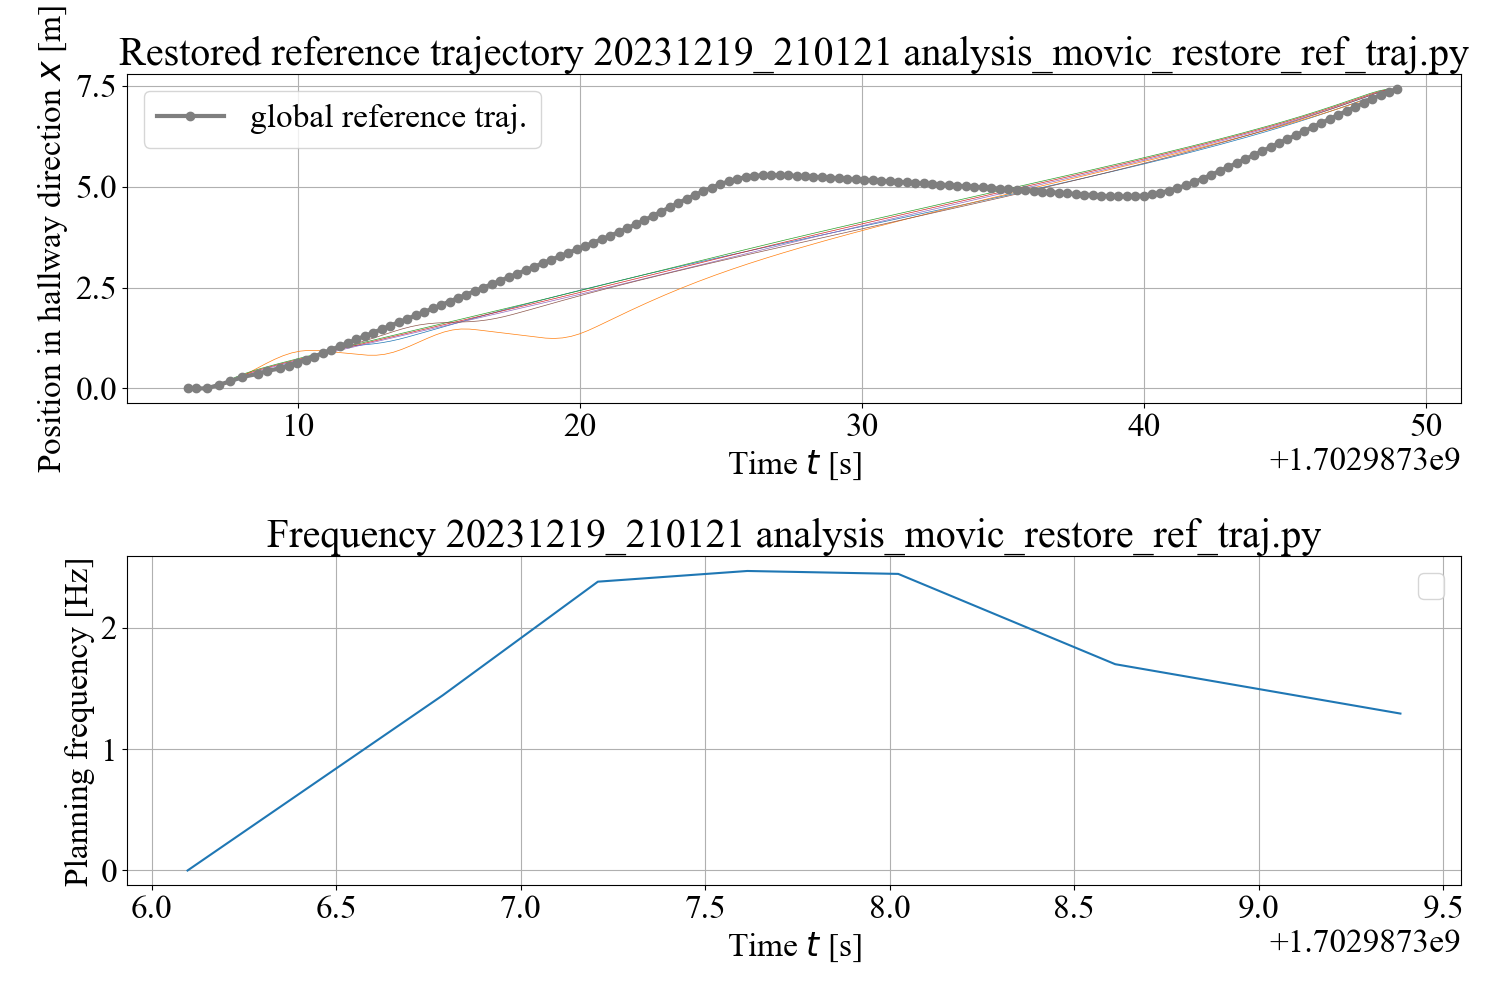 Restored reference trajectory 20231219_210121 analysis_movic_restore_ref_traj.py
Position in hallway direction x [m]
7.5
5.0
2.5
0.0
global reference traj.
10 20 30 40 50
Time t [s]
+1.7029873e9
Frequency 20231219_210121 analysis_movic_restore_ref_traj.py
Planning frequency [Hz]
2
1
0
6.0 6.5 7.0 7.5 8.0 8.5 9.0 9.5
Time t [s]
+1.7029873e9